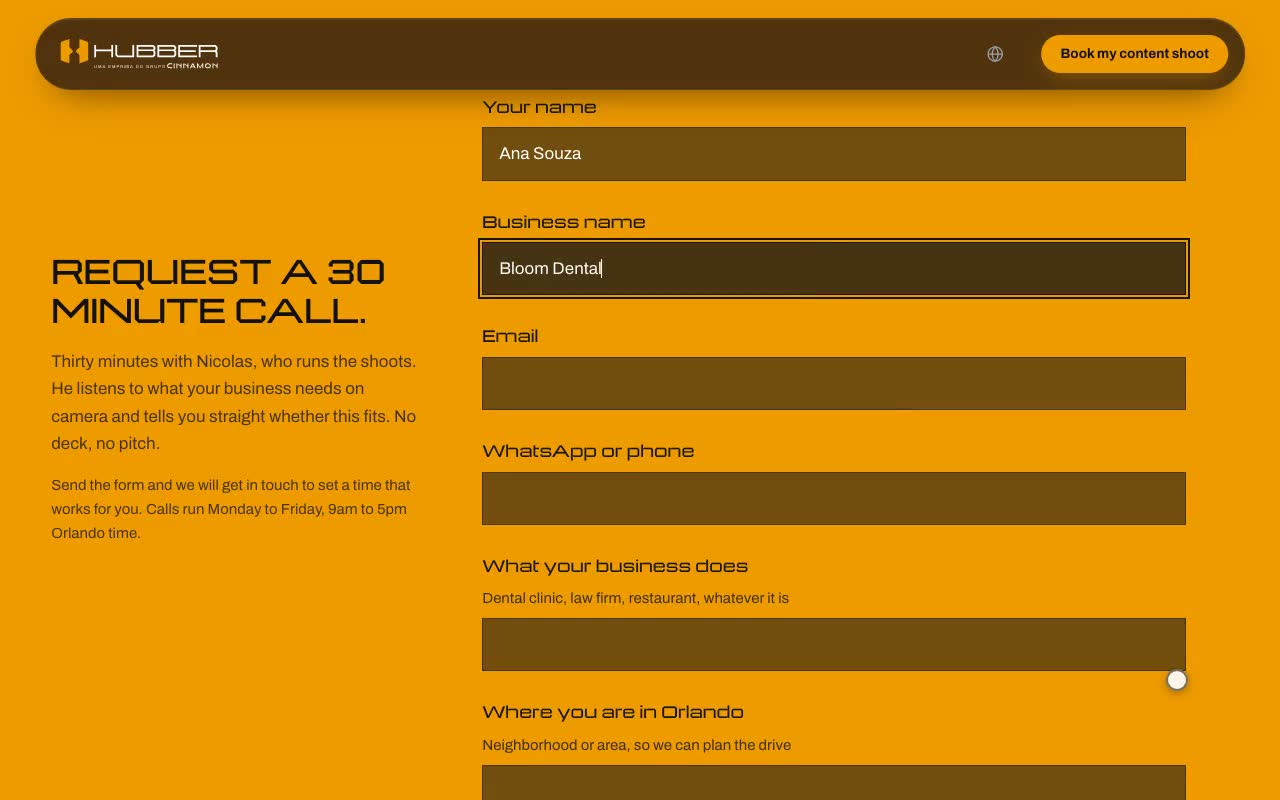 HUBBER
UMA EMPRESA DO GRUPO CINNAMON
Book my content shoot
Your name
Ana Souza
Business name
Bloom Dental
REQUEST A 30
MINUTE CALL.
Thirty minutes with Nicolas, who runs the shoots.
He listens to what your business needs on
camera and tells you straight whether this fits. No
deck, no pitch.
Send the form and we will get in touch to set a time that
works for you. Calls run Monday to Friday, 9am to 5pm
Orlando time.
Email
WhatsApp or phone
What your business does
Dental clinic, law firm, restaurant, whatever it is
Where you are in Orlando
Neighborhood or area, so we can plan the drive